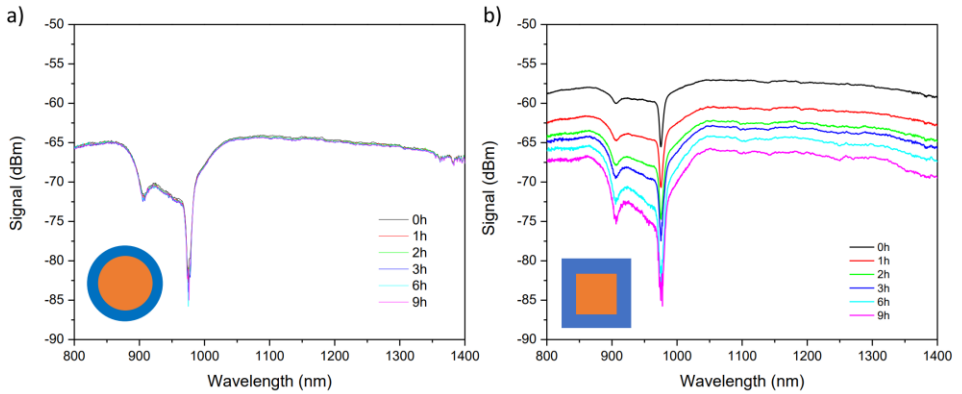 a)
-50
-55
-60
-65
-70
-75
-80
-85
-90
Signal (dBm)
800 900 1000 1100 1200 1300 1400
Wavelength (nm)
0h
1h
2h
3h
6h
9h
b)
-50
-55
-60
-65
-70
-75
-80
-85
-90
Signal (dBm)
800 900 1000 1100 1200 1300 1400
Wavelength (nm)
0h
1h
2h
3h
6h
9h